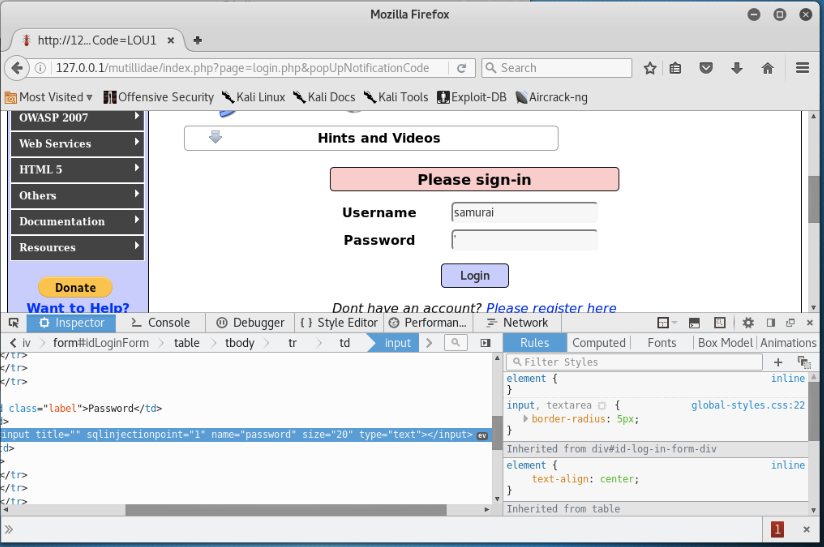 Mozilla Firefox
http://12...Code=LOU1
127.0.0.1/mutillidae/index.php?page=login.php&popUpNotificationCode
Search
Most Visited
Offensive Security
Kali Linux
Kali Docs
Kali Tools
Exploit-DB
Aircrack-ng
OWASP 2007
Web Services
HTML 5
Others
Documentation
Resources
Donate
Want to Help?
Hints and Videos
Please sign-in
Username samurai
Password '
Login
Dont have an account? Please register here
Inspector Console Debugger { } Style Editor Performan... Network
iv form#idLoginForm table tbody tr td input
</tr>
</tr>
</tr>
d class="label">Password</td>
d>
input title="" sqlinjectionpoint="1" name="password" size="20" type="text"></input> ev
td>
>
</tr>
</tr>
</tr>
Rules Computed Fonts Box Model Animations
Filter Styles
element { inline
}
input, textarea { global-styles.css:22
border-radius: 5px;
}
Inherited from div#id-log-in-form-div
element { inline
text-align: center;
}
Inherited from table
» 1